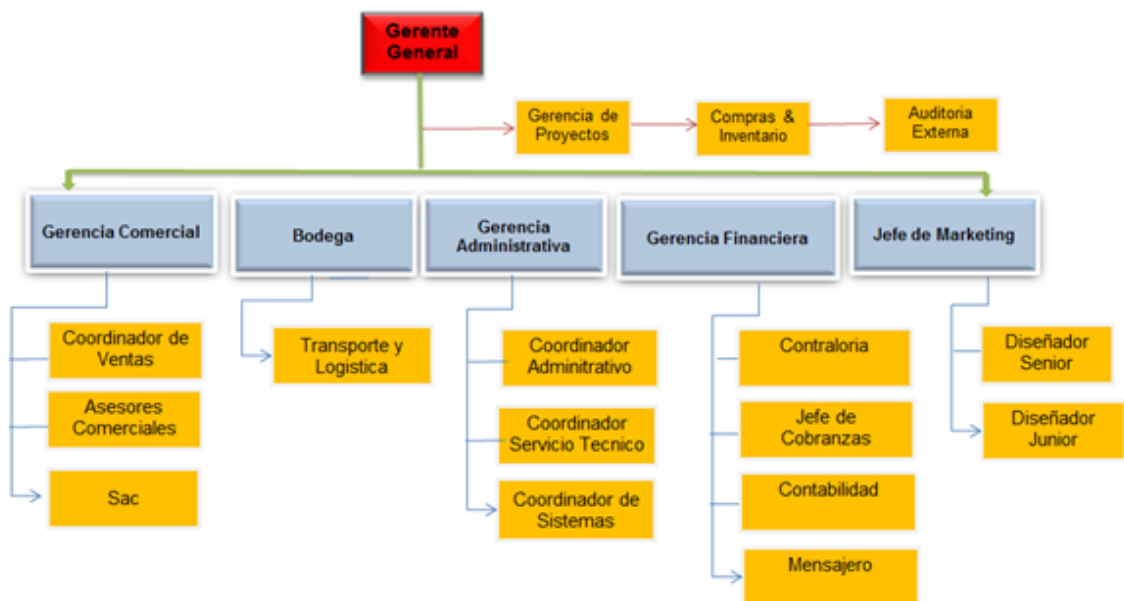 Gerente
General
Gerencia de
Proyectos
Compras &
Inventario
Auditoria
Externa
Gerencia Comercial
Bodega
Gerencia
Administrativa
Gerencia Financiera
Jefe de Marketing
Coordinador de
Ventas
Asesores
Comerciales
Sac
Transporte y
Logistica
Coordinador
Adminitrativo
Coordinador
Servicio Tecnico
Coordinador de
Sistemas
Contraloria
Jefe de
Cobranzas
Contabilidad
Mensajero
Diseñador
Senior
Diseñador
Junior